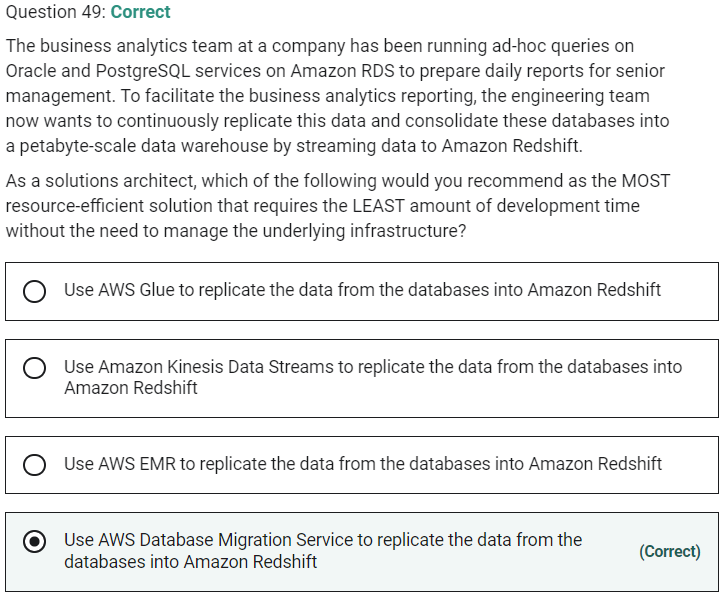 Question 49: Correct
The business analytics team at a company has been running ad-hoc queries on
Oracle and PostgreSQL services on Amazon RDS to prepare daily reports for senior
management. To facilitate the business analytics reporting, the engineering team
now wants to continuously replicate this data and consolidate these databases into
a petabyte-scale data warehouse by streaming data to Amazon Redshift.
As a solutions architect, which of the following would you recommend as the MOST
resource-efficient solution that requires the LEAST amount of development time
without the need to manage the underlying infrastructure?
Use AWS Glue to replicate the data from the databases into Amazon Redshift
Use Amazon Kinesis Data Streams to replicate the data from the databases into
Amazon Redshift
Use AWS EMR to replicate the data from the databases into Amazon Redshift
Use AWS Database Migration Service to replicate the data from the
databases into Amazon Redshift
(Correct)